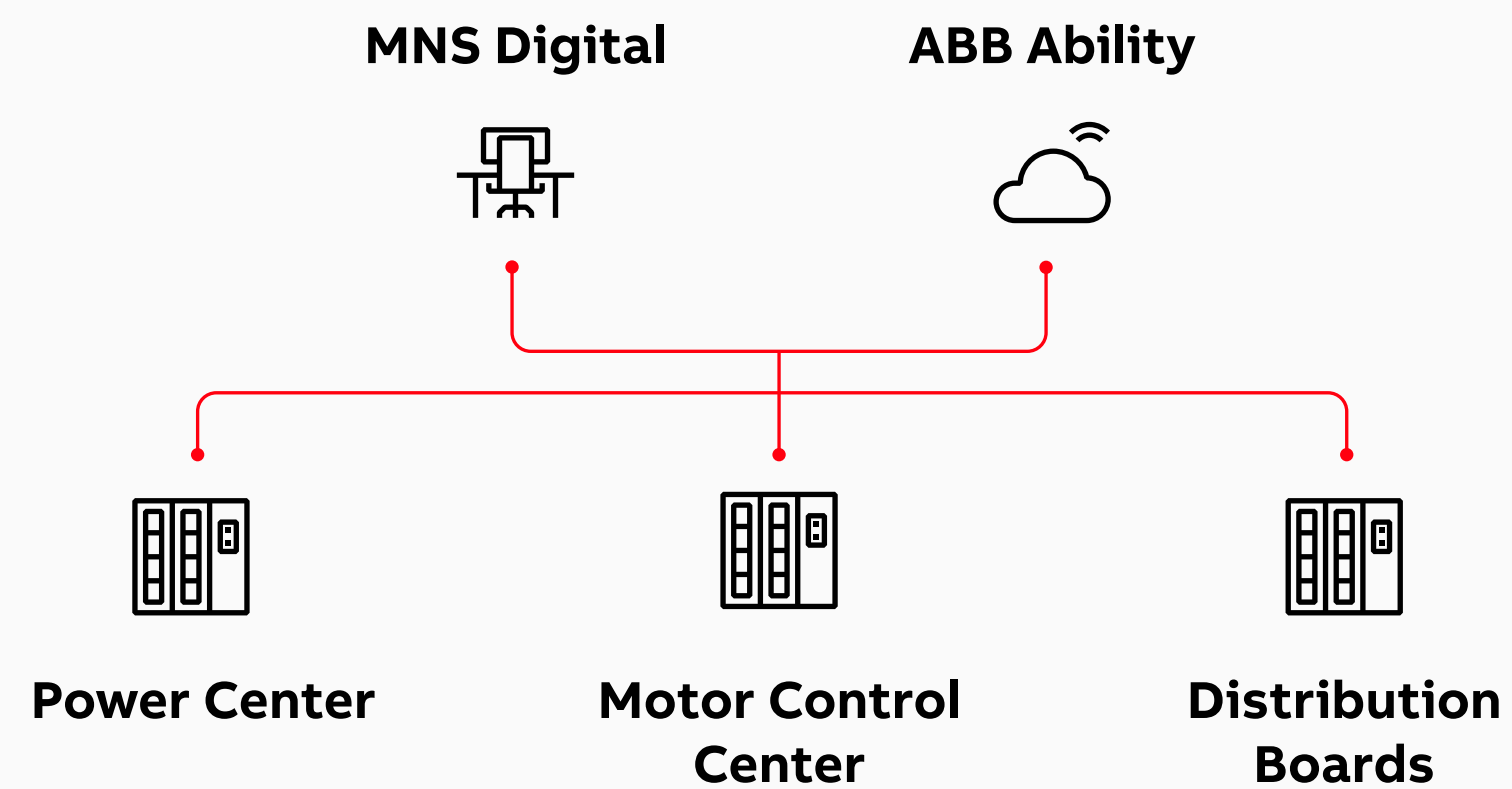 MNS Digital
ABB Ability
Power Center
Motor Control
Center
Distribution
Boards